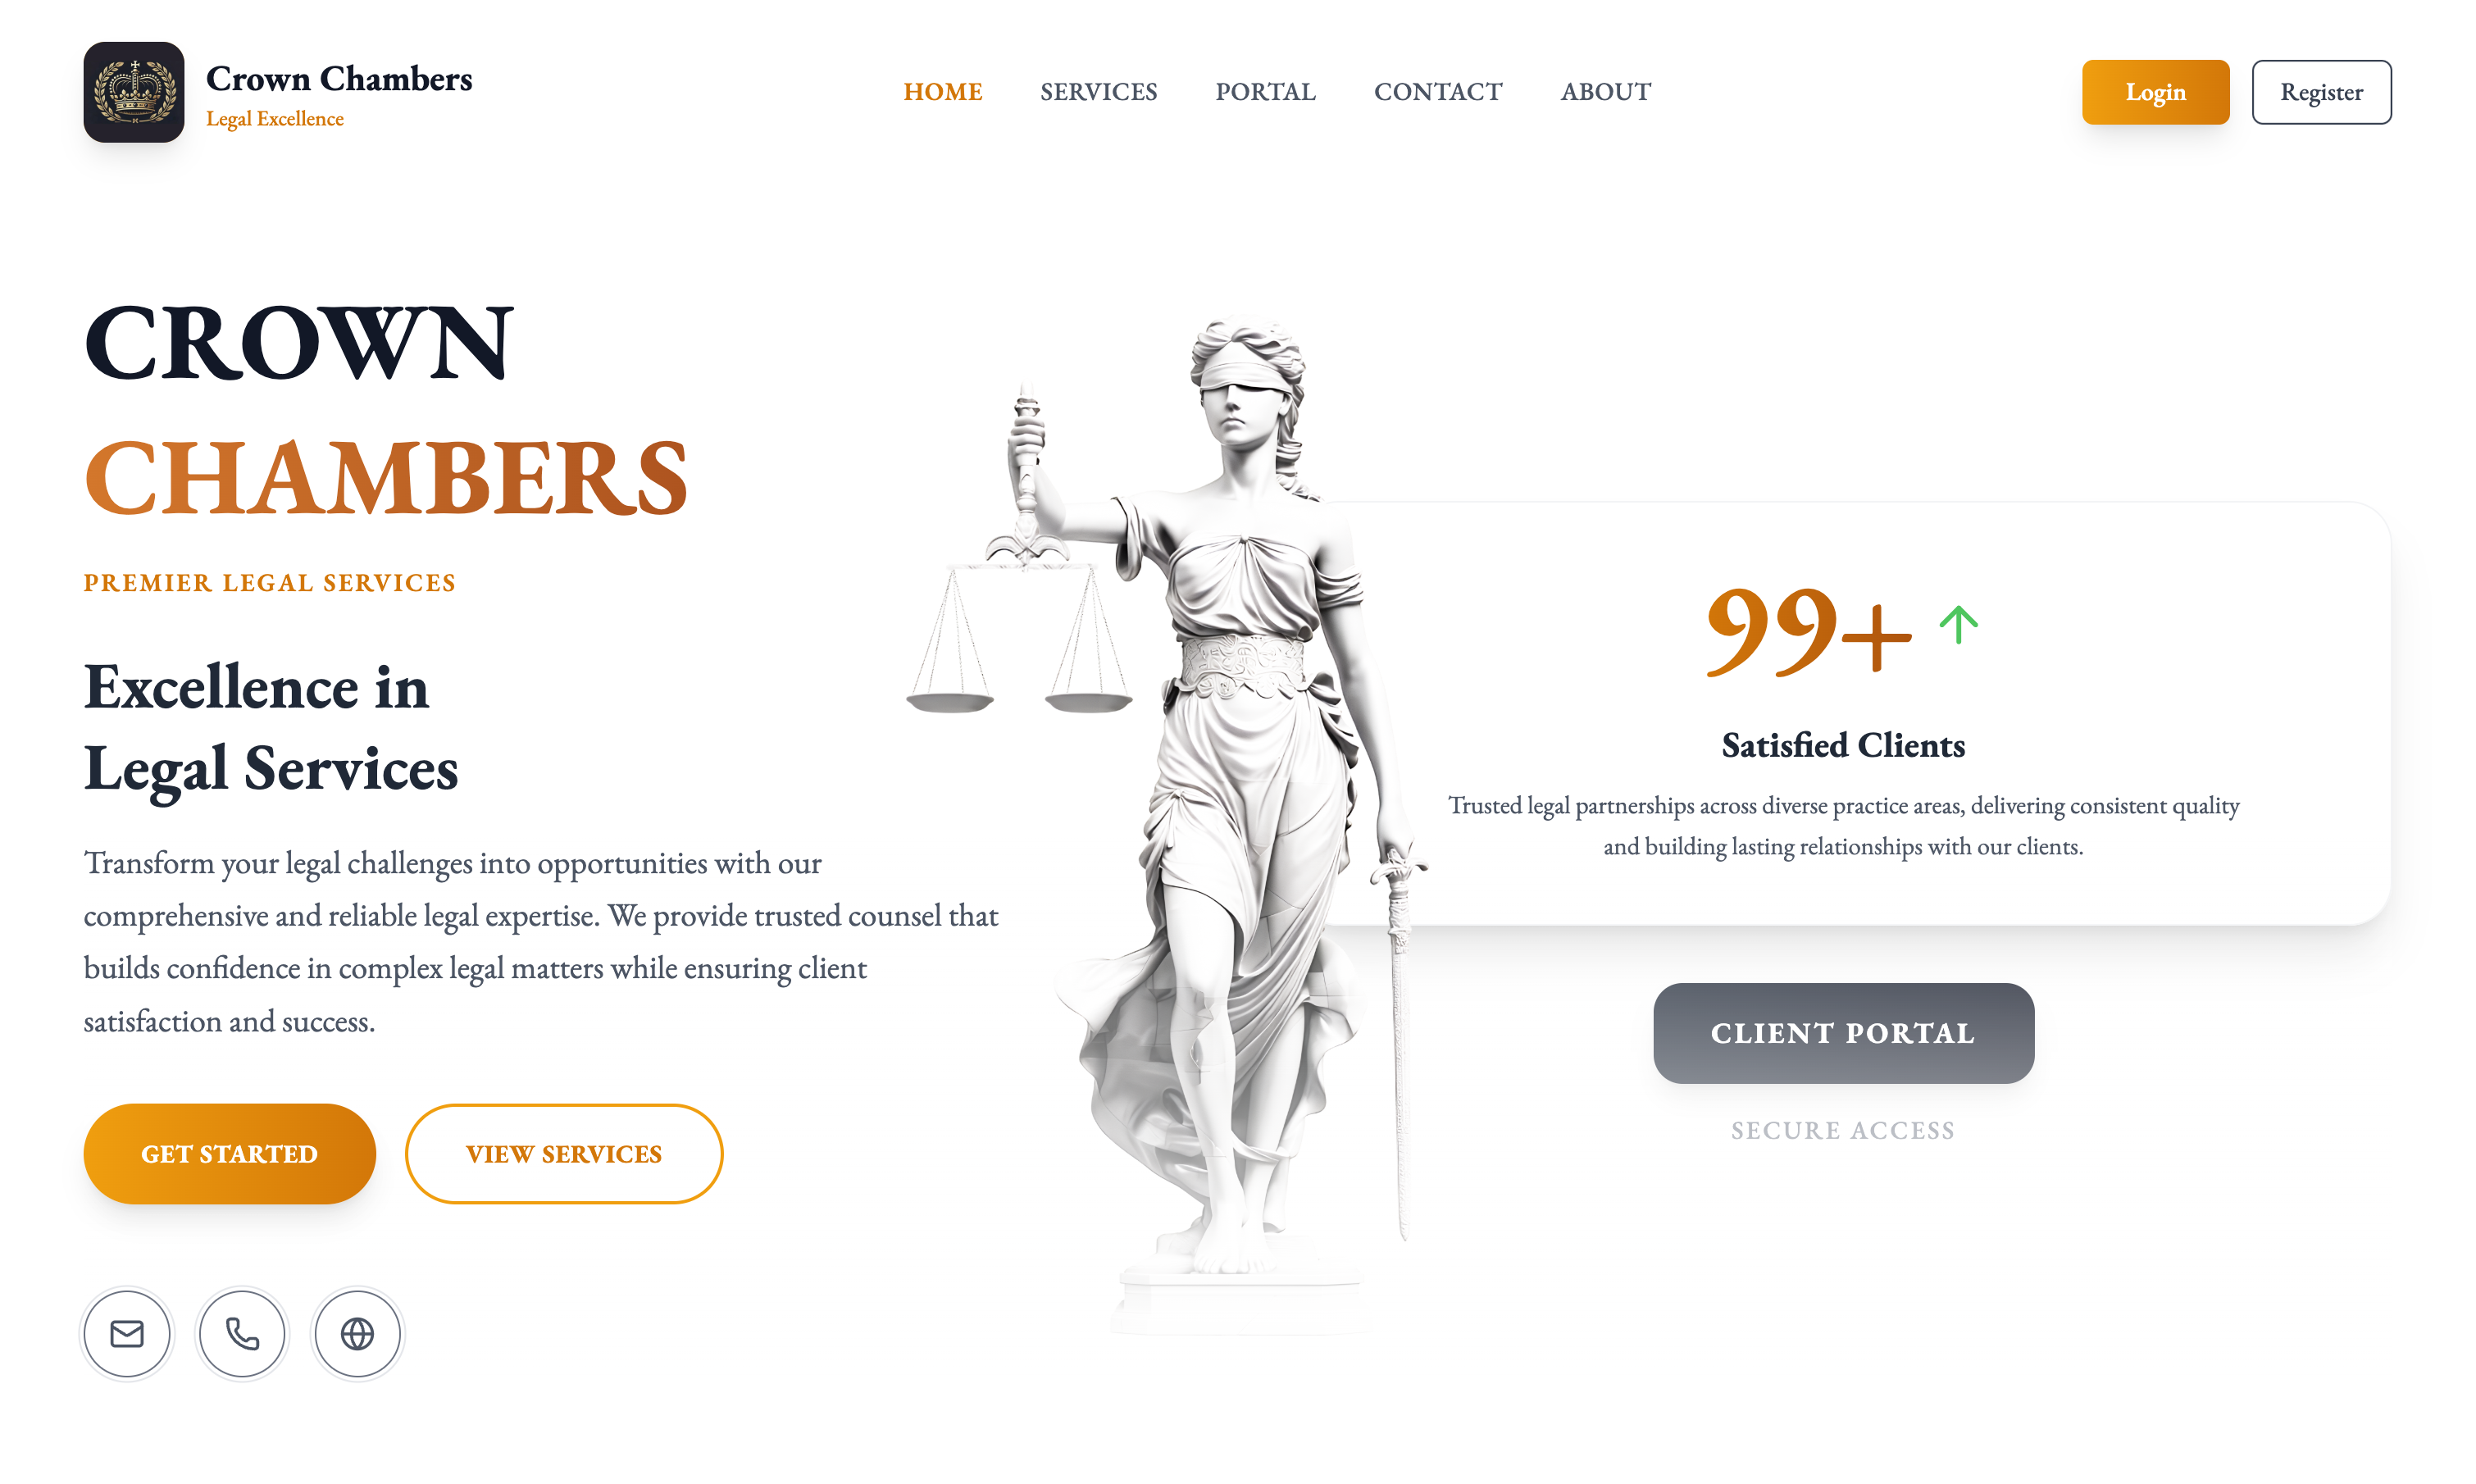 Crown Chambers
Legal Excellence
HOME SERVICES PORTAL CONTACT ABOUT
Login Register
CROWN
CHAMBERS
PREMIER LEGAL SERVICES
Excellence in
Legal Services
Transform your legal challenges into opportunities with our
comprehensive and reliable legal expertise. We provide trusted counsel that
builds confidence in complex legal matters while ensuring client
satisfaction and success.
GET STARTED VIEW SERVICES
99+
Satisfied Clients
Trusted legal partnerships across diverse practice areas, delivering consistent quality
and building lasting relationships with our clients.
CLIENT PORTAL
SECURE ACCESS